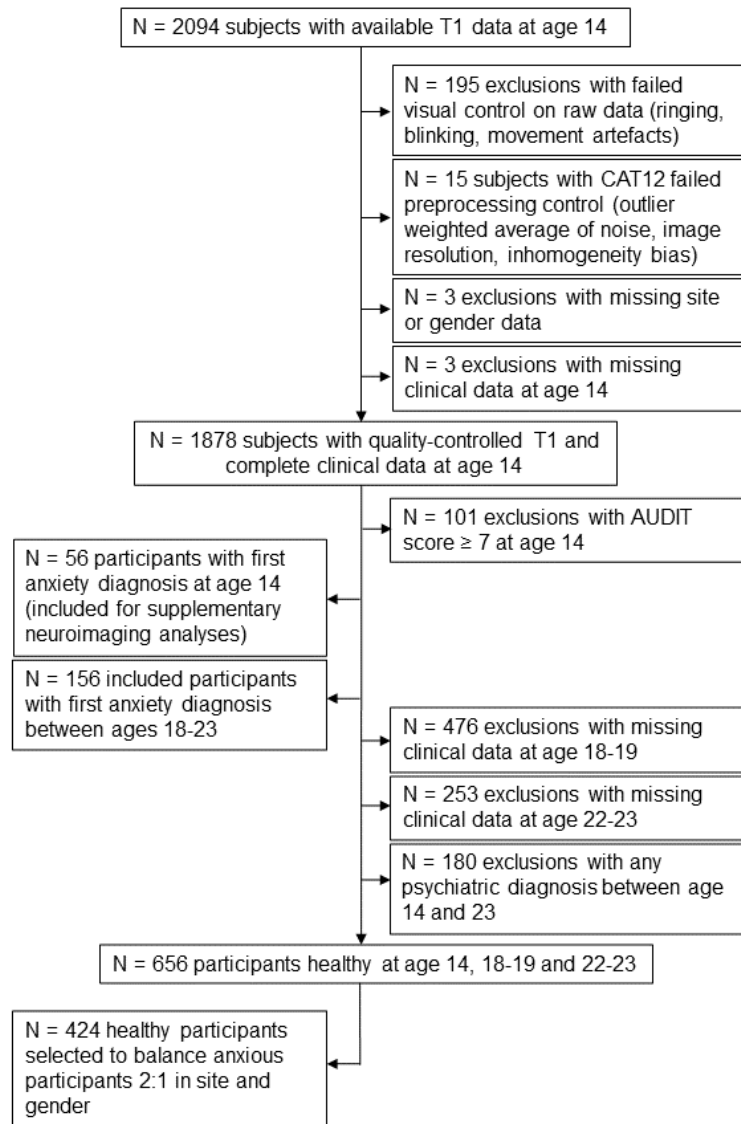 N = 2094 subjects with available T1 data at age 14
N = 195 exclusions with failed
visual control on raw data (ringing,
blinking, movement artefacts)
N = 15 subjects with CAT12 failed
preprocessing control (outlier
weighted average of noise, image
resolution, inhomogeneity bias)
N = 3 exclusions with missing site
or gender data
N = 3 exclusions with missing
clinical data at age 14
N = 1878 subjects with quality-controlled T1 and
complete clinical data at age 14
N = 101 exclusions with AUDIT
score ≥ 7 at age 14
N = 56 participants with first
anxiety diagnosis at age 14
(included for supplementary
neuroimaging analyses)
N = 156 included participants
with first anxiety diagnosis
between ages 18-23
N = 476 exclusions with missing
clinical data at age 18-19
N = 253 exclusions with missing
clinical data at age 22-23
N = 180 exclusions with any
psychiatric diagnosis between age
14 and 23
N = 656 participants healthy at age 14, 18-19 and 22-23
N = 424 healthy participants
selected to balance anxious
participants 2:1 in site and
gender